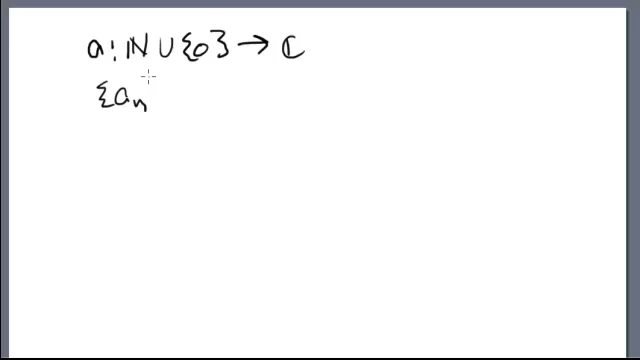 a: ℕ ∪ {0} → ℂ
{aₙ